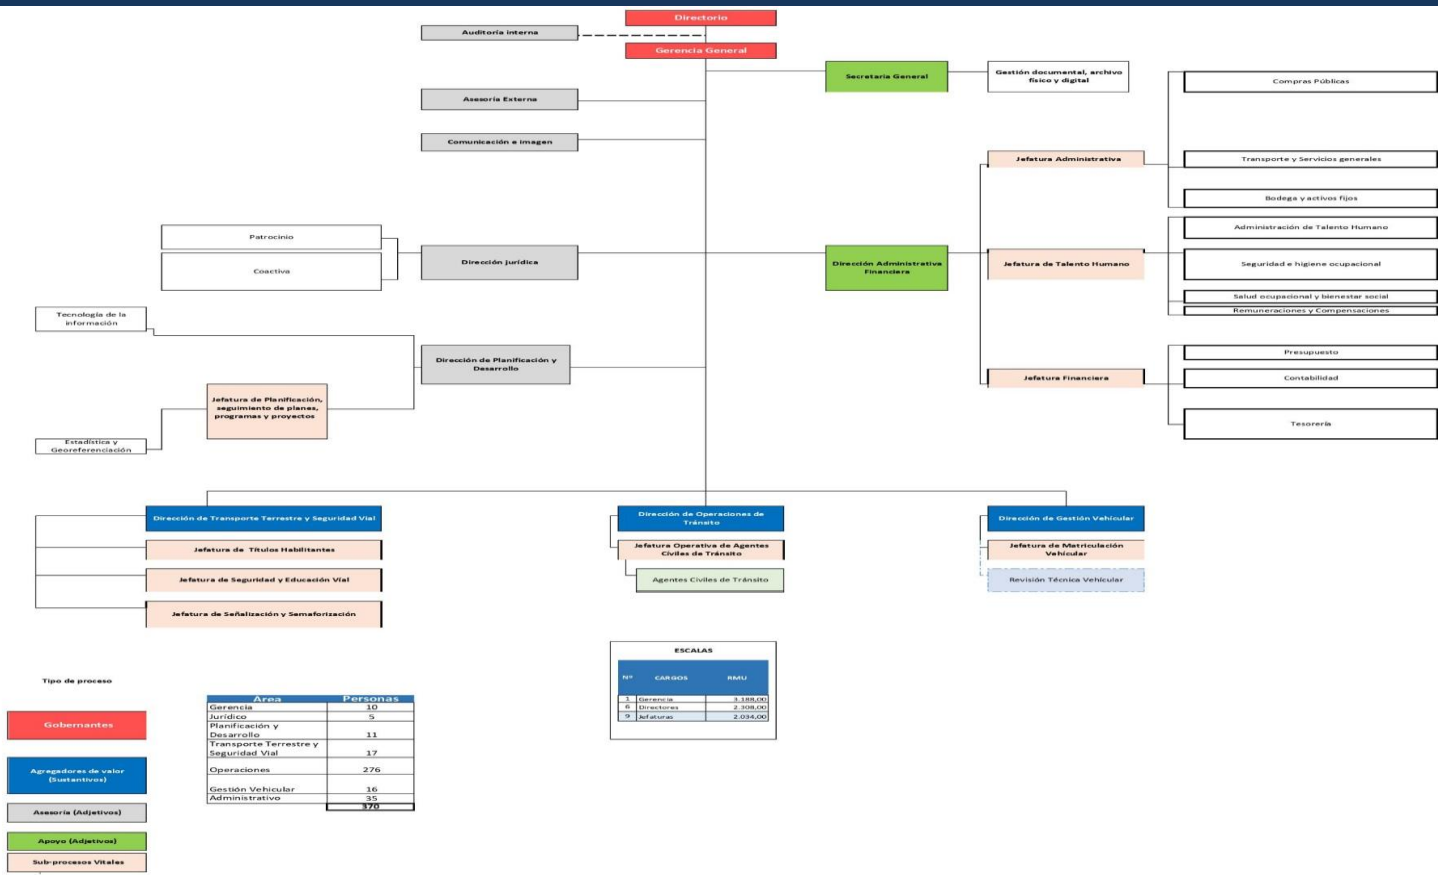 Directorio
Auditoría interna
Gerencia General
Secretaria General
Gestión documental, archivo
físico y digital
Compras Públicas
Asesoría Externa
Comunicación e imagen
Jefatura Administrativa
Transporte y Servicios generales
Bodega y activos fijos
Patrocinio
Coactiva
Dirección Jurídica
Dirección Administrativa
Financiera
Jefatura de Talento Humano
Administración de Talento Humano
Seguridad e higiene ocupacional
Salud ocupacional y bienestar social
Remuneraciones y Compensaciones
Tecnología de la
información
Dirección de Planificación y
Desarrollo
Jefatura de Planificación,
seguimiento de planes,
programas y proyectos
Estadística y
Georeferenciación
Jefatura Financiera
Presupuesto
Contabilidad
Tesorería
Dirección de Transporte Terrestre y Seguridad Vial
Jefatura de Títulos Habilitantes
Jefatura de Seguridad y Educación Vial
Jefatura de Señalización y Semaforización
Dirección de Operaciones de
Tránsito
Jefatura Operativa de Agentes
Civiles de Tránsito
Agentes Civiles de Tránsito
Dirección de Gestión Vehicular
Jefatura de Matriculación
Vehicular
Revisión Técnica Vehícular
ESCALAS
Nº CARGOS RMU
1 Gerencia 3.188,00
6 Directores 2.308,00
9 Jefaturas 2.034,00
Tipo de proceso
Gobernantes
Agregadores de valor
(Sustantivos)
Asesoría (Adjetivos)
Apoyo (Adjetivos)
Sub-procesos Vitales
Área Personas
Gerencia 10
Jurídico 5
Planificación y
Desarrollo 11
Transporte Terrestre y
Seguridad Vial 17
Operaciones 276
Gestión Vehicular 16
Administrativo 35
370